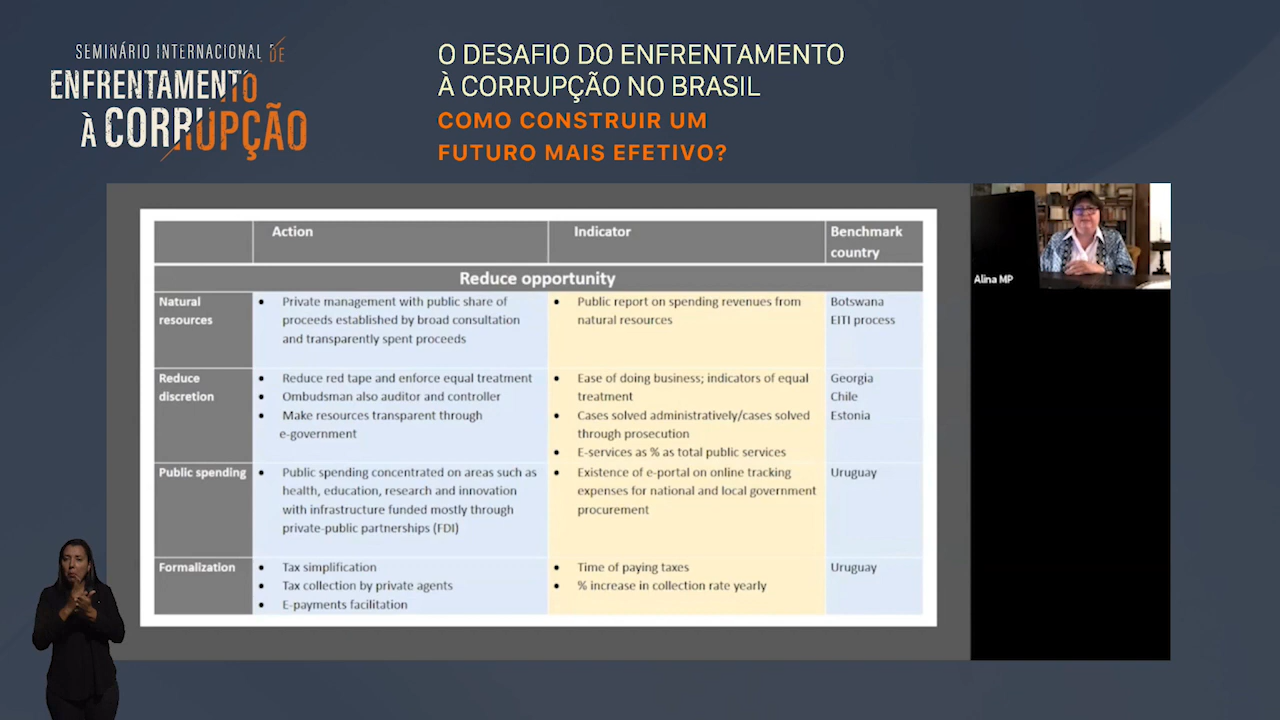 SEMINÁRIO INTERNACIONAL DE
ENFRENTAMENTO
À CORRUPÇÃO
O DESAFIO DO ENFRENTAMENTO
À CORRUPÇÃO NO BRASIL
COMO CONSTRUIR UM
FUTURO MAIS EFETIVO?
Action
Indicator
Benchmark
country
Reduce opportunity
Natural
resources
• Private management with public share of
proceeds established by broad consultation
and transparently spent proceeds
• Public report on spending revenues from
natural resources
Botswana
EITI process
Reduce
discretion
• Reduce red tape and enforce equal treatment
• Ombudsman also auditor and controller
• Make resources transparent through
e-government
• Ease of doing business; indicators of equal
treatment
• Cases solved administratively/cases solved
through prosecution
• E-services as % as total public services
Georgia
Chile
Estonia
Public spending
• Public spending concentrated on areas such as
health, education, research and innovation
with infrastructure funded mostly through
private-public partnerships (FDI)
• Existence of e-portal on online tracking
expenses for national and local government
procurement
Uruguay
Formalization
• Tax simplification
• Tax collection by private agents
• E-payments facilitation
• Time of paying taxes
• % increase in collection rate yearly
Uruguay
Alina MP